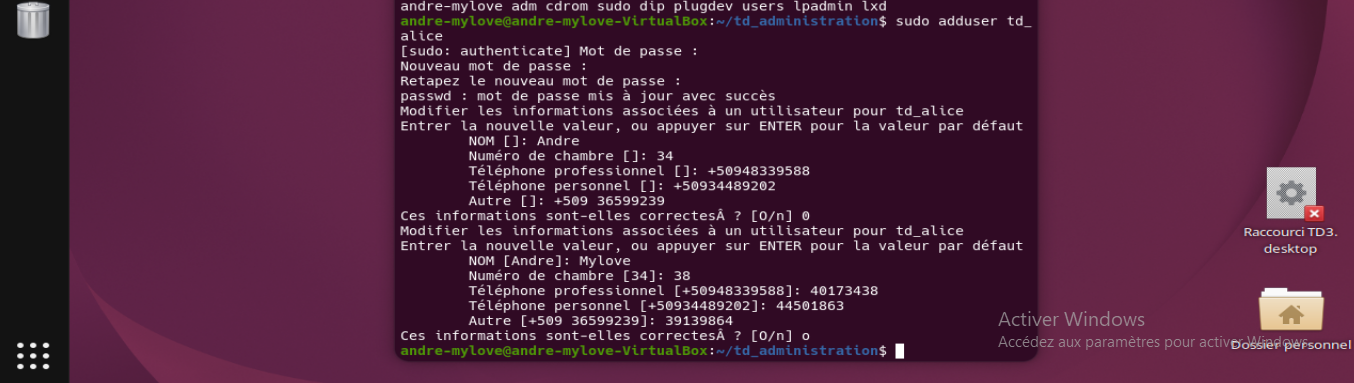 andre-mylove adm cdrom sudo dip plugdev users lpadmin lxd
andre-mylove@andre-mylove-VirtualBox:~/td_administration$ sudo adduser td_
alice
[sudo: authenticate] Mot de passe :
Nouveau mot de passe :
Retapez le nouveau mot de passe :
passwd : mot de passe mis à jour avec succès
Modifier les informations associées à un utilisateur pour td_alice
Entrer la nouvelle valeur, ou appuyer sur ENTER pour la valeur par défaut
NOM []: Andre
Numéro de chambre []: 34
Téléphone professionnel []: +50948339588
Téléphone personnel []: +50934489202
Autre []: +509 36599239
Ces informations sont-elles correctesÂ ? [O/n] 0
Modifier les informations associées à un utilisateur pour td_alice
Entrer la nouvelle valeur, ou appuyer sur ENTER pour la valeur par défaut
NOM [Andre]: Mylove
Numéro de chambre [34]: 38
Téléphone professionnel [+50948339588]: 40173438
Téléphone personnel [+50934489202]: 44501863
Autre [+509 36599239]: 39139864
Ces informations sont-elles correctesÂ ? [O/n] o
andre-mylove@andre-mylove-VirtualBox:~/td_administration$
Raccourci TD3.
desktop
Activer Windows
Accédez aux paramètres pour activer Windows.
Dossier personnel